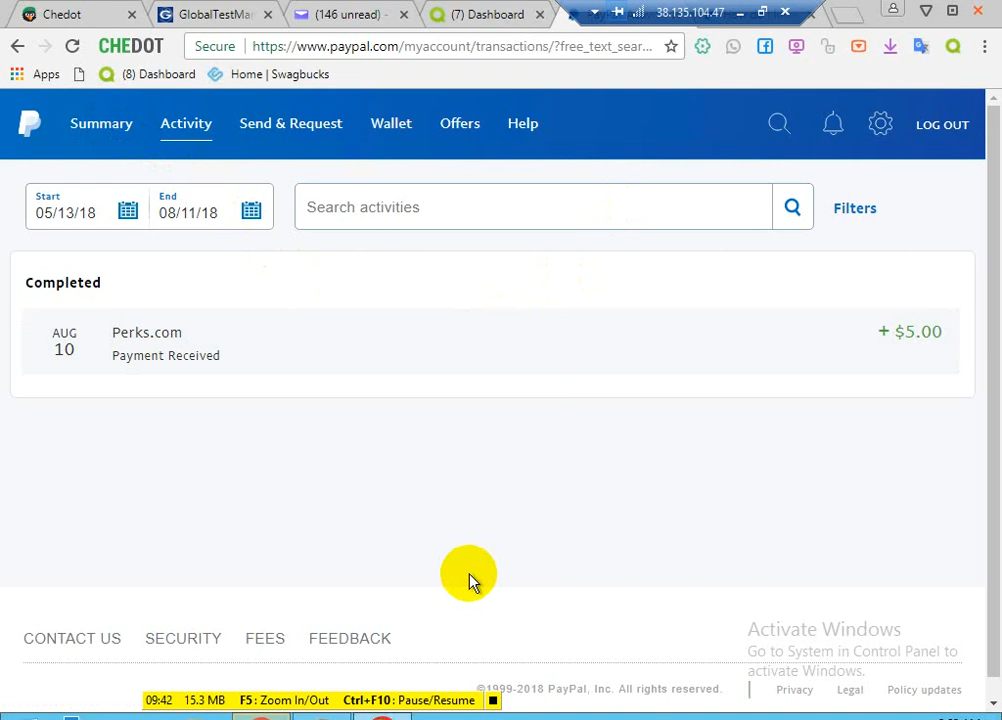 Chedot
GlobalTestMar
(146 unread) -
(7) Dashboard
38.135.104.47
CHEDOT
Secure https://www.paypal.com/myaccount/transactions/?free_text_sear...
Apps
(8) Dashboard
Home | Swagbucks
Summary
Activity
Send & Request
Wallet
Offers
Help
LOG OUT
Start
05/13/18
End
08/11/18
Search activities
Filters
Completed
AUG
10
Perks.com
Payment Received
+ $5.00
CONTACT US
SECURITY
FEES
FEEDBACK
Activate Windows
Go to System in Control Panel to
activate Windows.
©1999-2018 PayPal, Inc. All rights reserved.
Privacy
Legal
Policy updates
09:42 15.3 MB F5: Zoom In/Out Ctrl+F10: Pause/Resume